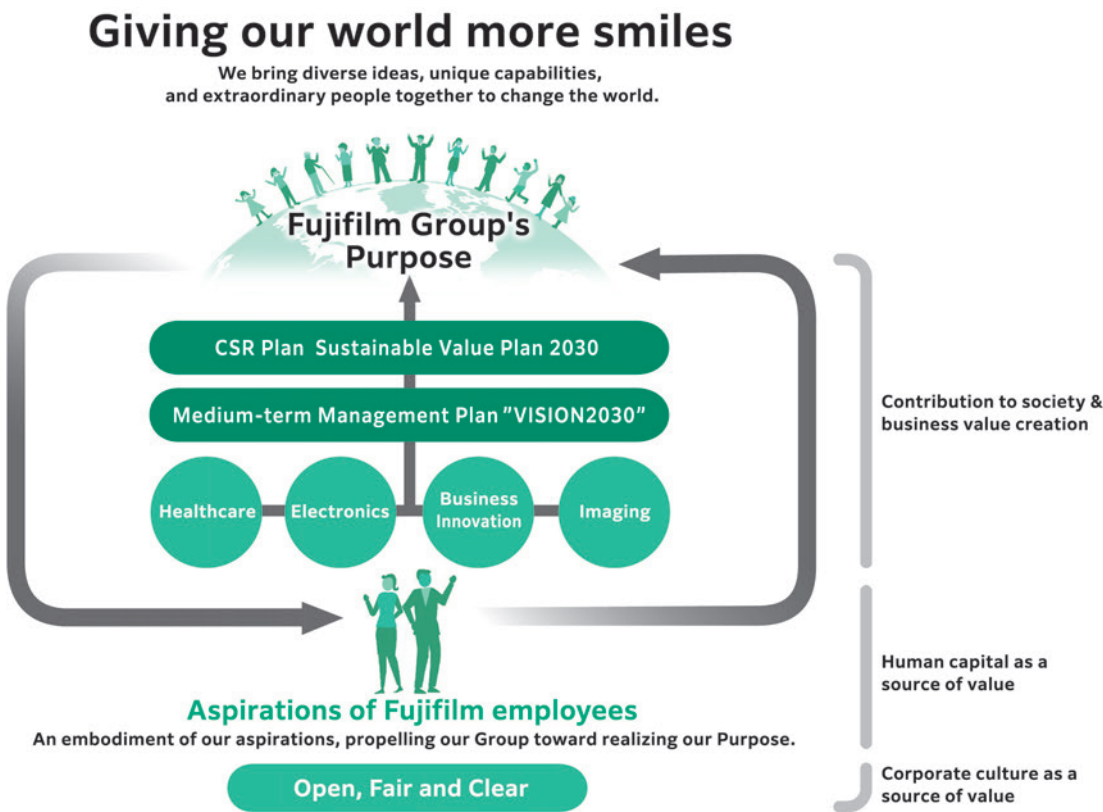 Giving our world more smiles
We bring diverse ideas, unique capabilities,
and extraordinary people together to change the world.
Fujifilm Group's
Purpose
CSR Plan  Sustainable Value Plan 2030
Medium-term Management Plan "VISION2030"
Healthcare
Electronics
Business
Innovation
Imaging
Contribution to society &
business value creation
Aspirations of Fujifilm employees
An embodiment of our aspirations, propelling our Group toward realizing our Purpose.
Human capital as a
source of value
Open, Fair and Clear
Corporate culture as a
source of value